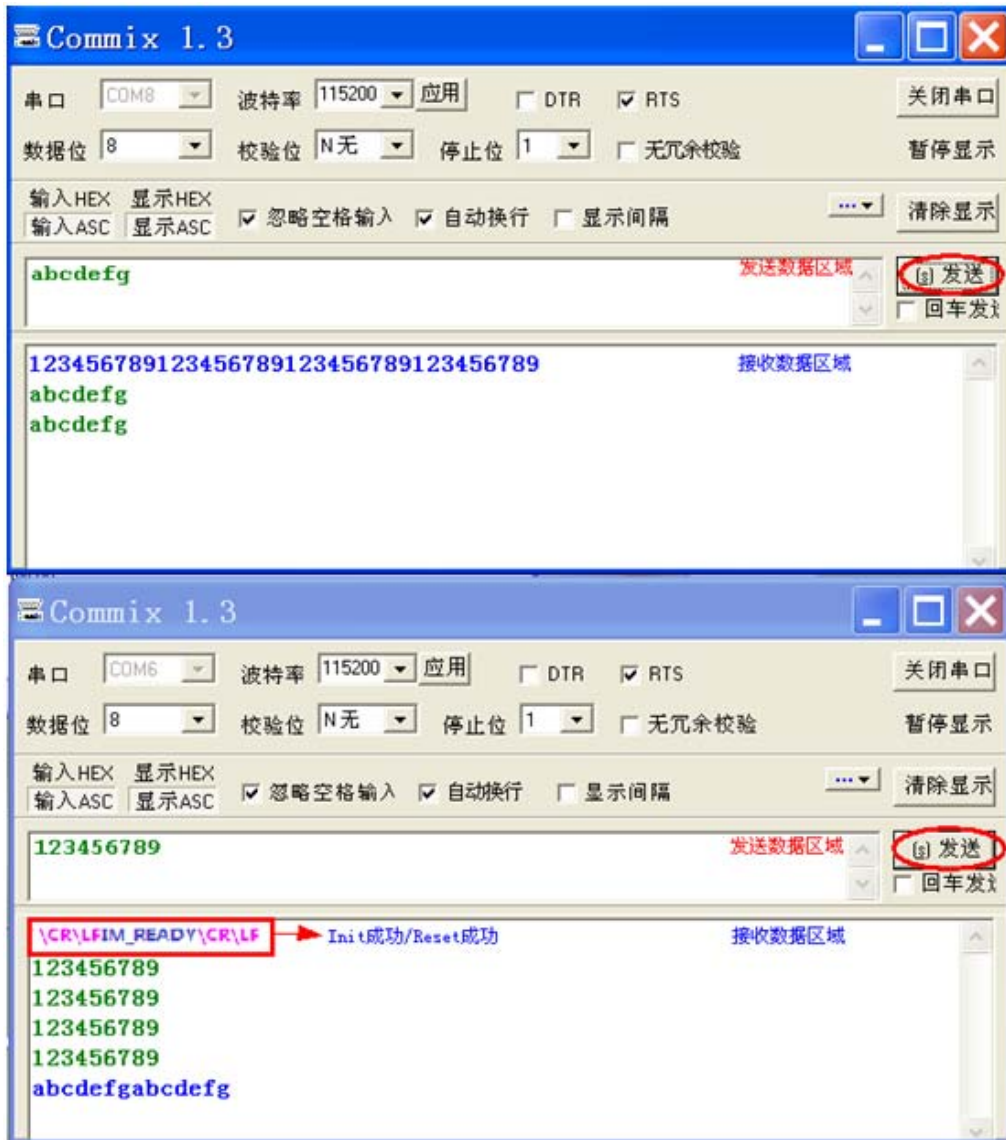 Commix 1.3
串口 COM8 波特率 115200 应用 DTR RTS 关闭串口
数据位 8 校验位 N无 停止位 1 无冗余校验 暂停显示
输入HEX 显示HEX
输入ASC 显示ASC 忽略空格输入 自动换行 显示间隔 ... 清除显示
abcdefg 发送数据区域 (s) 发送
回车发
123456789123456789123456789123456789 接收数据区域
abcdefg
abcdefg
Commix 1.3
串口 COM6 波特率 115200 应用 DTR RTS 关闭串口
数据位 8 校验位 N无 停止位 1 无冗余校验 暂停显示
输入HEX 显示HEX
输入ASC 显示ASC 忽略空格输入 自动换行 显示间隔 ... 清除显示
123456789 发送数据区域 (s) 发送
回车发
\CR\LFIM_READY\CR\LF Init成功/Reset成功 接收数据区域
123456789
123456789
123456789
123456789
abcdefgabcdefg